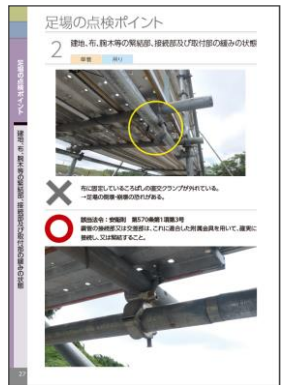 足場の点検ポイント
2 建地、布、腕木等の緊結部、接続部及び取付部の緩みの状態
布に固定しているころばしの直交クランプが外れている。
→足場の倒壊・崩壊の恐れがある。
該当法令：安衛則 第570条第1項第3号
鋼管の接続部又は交差部は、これに適合した附属金具を用いて、確実に
接続し、又は緊結すること。
足場の点検ポイント
建地、布、腕木等の緊結部、接続部及び取付部の緩みの状態
27